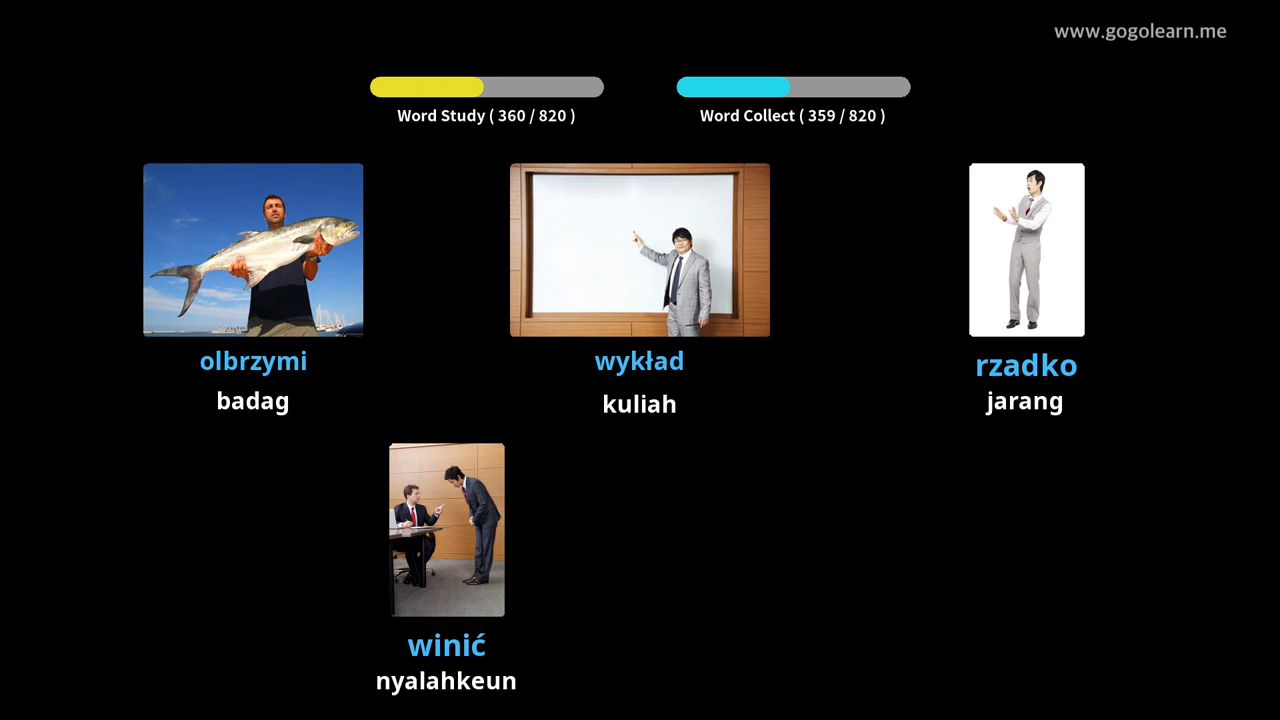 www.gogolearn.me
Word Study ( 360 / 820 )
Word Collect ( 359 / 820 )
olbrzymi
badag
wykład
kuliah
rzadko
jarang
winić
nyalahkeun